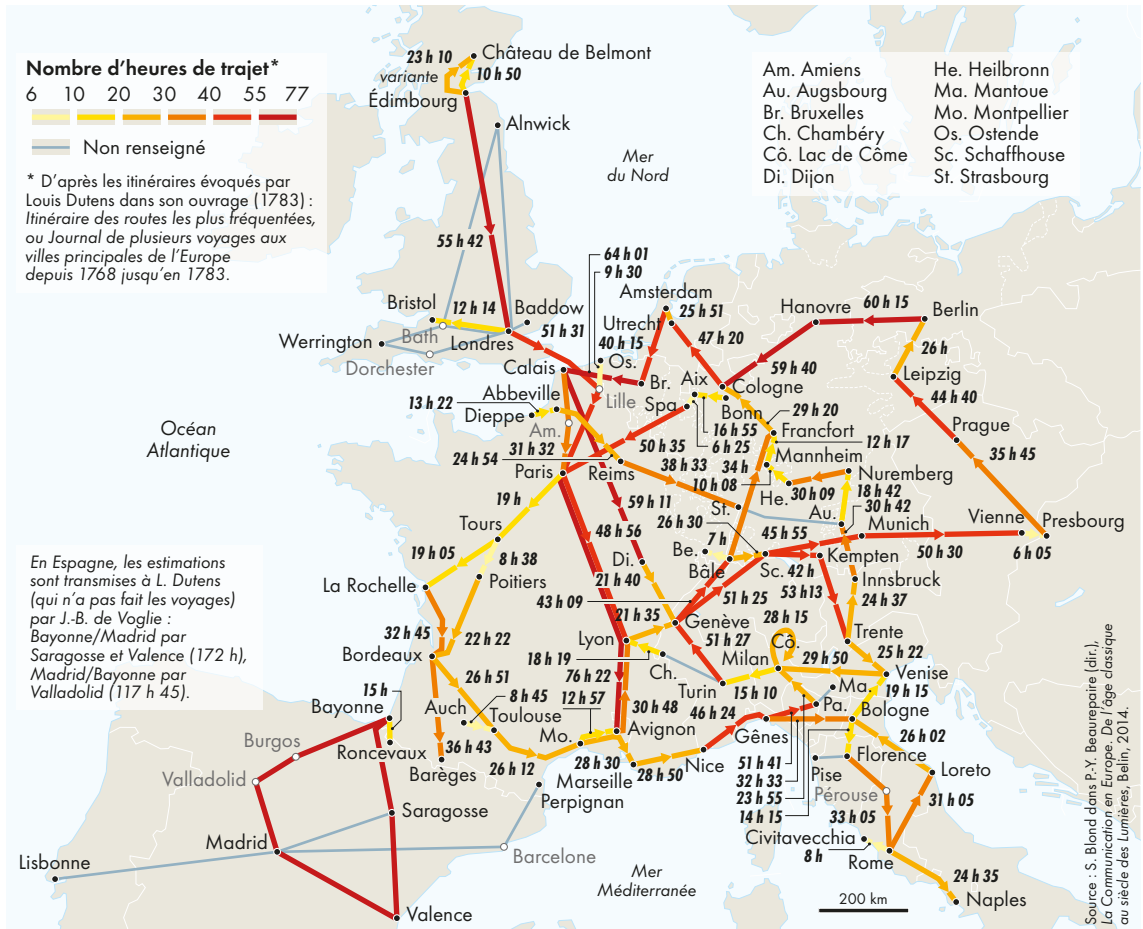 Nombre d'heures de trajet*
6 10 20 30 40 55 77
Non renseigné
* D'après les itinéraires évoqués par
Louis Dutens dans son ouvrage (1783) :
Itinéraire des routes les plus fréquentées,
ou Journal de plusieurs voyages aux
villes principales de l'Europe
depuis 1768 jusqu'en 1783.
Am. Amiens
Au. Augsbourg
Br. Bruxelles
Ch. Chambéry
Cô. Lac de Côme
Di. Dijon
He. Heilbronn
Ma. Mantoue
Mo. Montpellier
Os. Ostende
Sc. Schaffhouse
St. Strasbourg
23 h 10
Château de Belmont
variante
10 h 50
Édimbourg
Alnwick
Mer
du Nord
55 h 42
64 h 01
9 h 30
Bristol
12 h 14
Baddow
Bath
Londres
51 h 31
Werrington
Dorchester
Amsterdam
25 h 51
Utrecht
40 h 15
47 h 20
Hanovre
60 h 15
Berlin
26 h
59 h 40
Leipzig
44 h 40
Calais
Os.
Br.
Aix
Cologne
Abbeville
Lille
Spa
Bonn
13 h 22
Dieppe
Am.
29 h 20
16 h 55
6 h 25
Francfort
12 h 17
Prague
35 h 45
Océan
Atlantique
31 h 32
24 h 54
50 h 35
38 h 33
34 h
Mannheim
10 h 08
Paris
Reims
He.
30 h 09
Nuremberg
18 h 42
19 h
59 h 11
St.
Au.
30 h 42
48 h 56
26 h 30
45 h 55
Munich
Vienne
Presbourg
Tours
7 h
Be.
Bâle
Sc.
42 h
Kempten
50 h 30
6 h 05
19 h 05
8 h 38
Di.
53 h 13
Innsbruck
24 h 37
La Rochelle
Poitiers
21 h 40
43 h 09
51 h 25
28 h 15
21 h 35
Genève
Trente
32 h 45
22 h 22
Lyon
51 h 27
Cô.
25 h 22
Bordeaux
18 h 19
Milan
29 h 50
Venise
26 h 51
76 h 22
Ch.
Turin
15 h 10
Ma.
19 h 15
15 h
8 h 45
12 h 57
30 h 48
46 h 24
Pa.
Bayonne
Auch
Toulouse
Mo.
Avignon
Gênes
Bologne
26 h 02
Burgos
Roncevaux
36 h 43
Barèges
26 h 12
Marseille
28 h 30
28 h 50
Nice
51 h 41
32 h 33
23 h 55
14 h 15
Florence
Pise
Pérouse
Loreto
31 h 05
Valladolid
Perpignan
Saragosse
33 h 05
Civitavecchia
8 h
Rome
Madrid
Barcelone
Lisbonne
Mer
Méditerranée
24 h 35
Naples
Valence
200 km
En Espagne, les estimations
sont transmises à L. Dutens
(qui n'a pas fait les voyages)
par J.-B. de Voglie :
Bayonne/Madrid par
Saragosse et Valence (172 h),
Madrid/Bayonne par
Valladolid (117 h 45).
Source : S. Blond dans P.-Y. Beaurepaire (dir.),
La Communication en Europe. De l'âge classique
au siècle des Lumières, Belin, 2014.